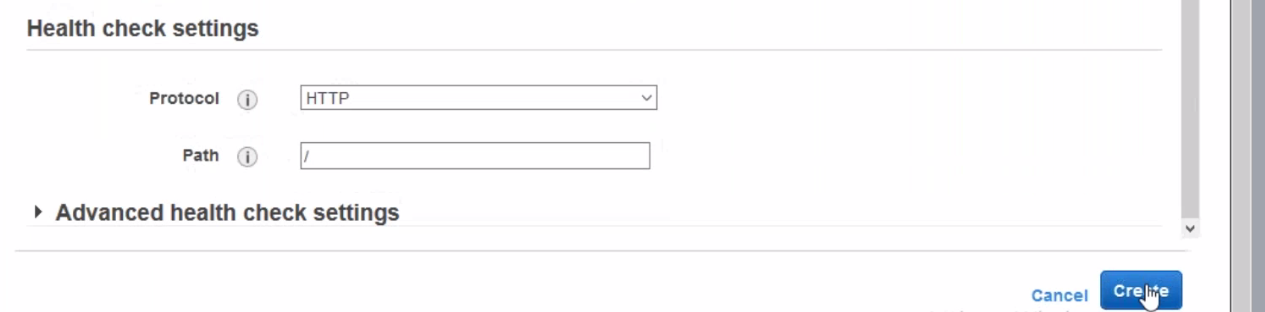 Health check settings
Protocol i HTTP
Path i /
Advanced health check settings
Cancel Create